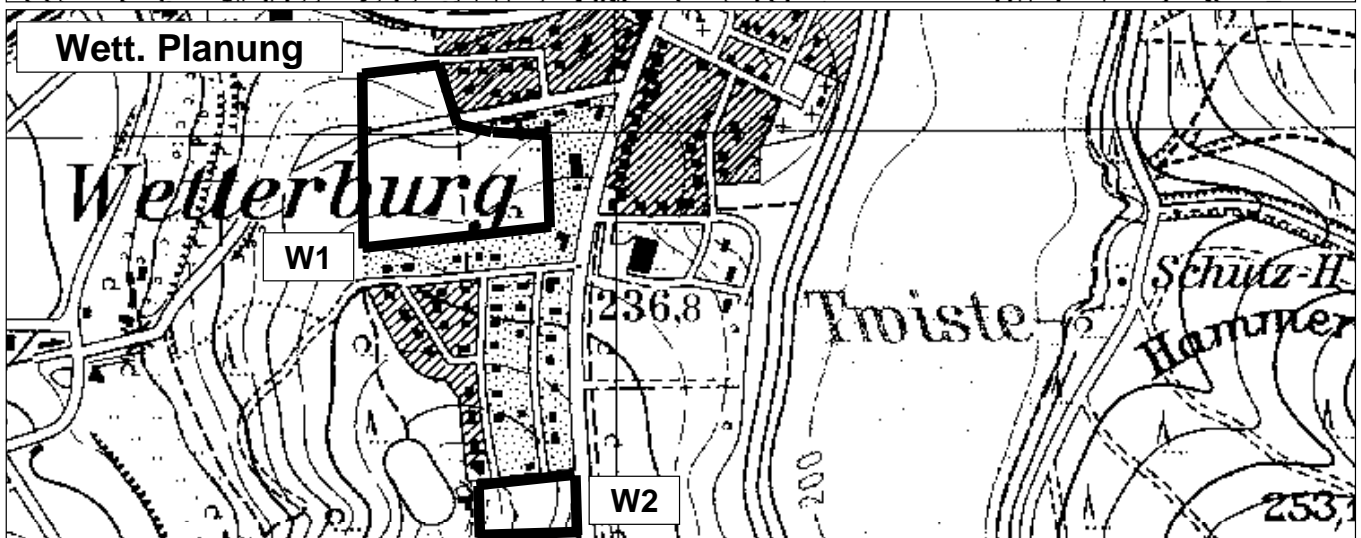 Wett. Planung
Wetterburg
W1
236,8
Twiste
Schutz-H.
Hammer
200
W2
253,1